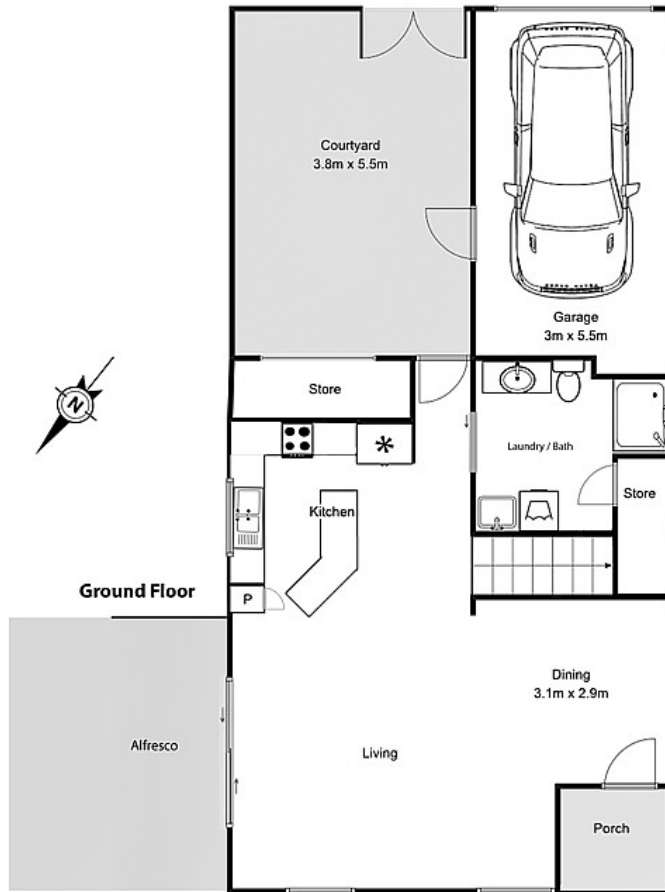 Courtyard
3.8m x 5.5m
Garage
3m x 5.5m
Store
N
Laundry / Bath
Store
Kitchen
P
Ground Floor
Dining
3.1m x 2.9m
Alfresco
Living
Porch